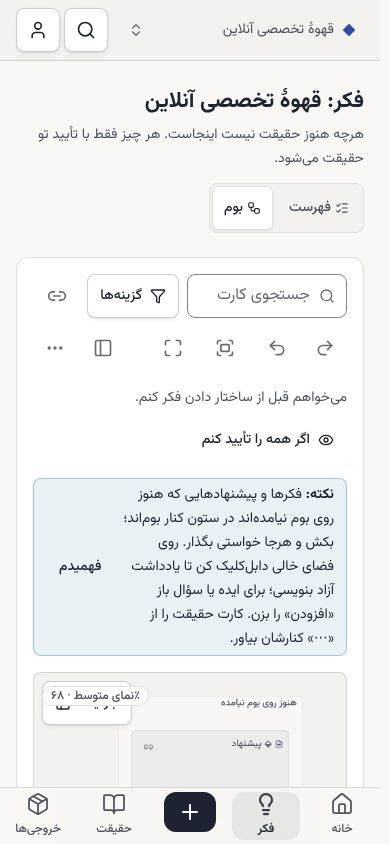 قهوهٔ تخصصی آنلاین
فکر: قهوهٔ تخصصی آنلاین
هرچه هنوز حقیقت نیست اینجاست. هر چیز فقط با تأیید تو
حقیقت می‌شود.
فهرست
بوم
جستجوی کارت
گزینه‌ها
می‌خواهم قبل از ساختار دادن فکر کنم.
اگر همه را تأیید کنم
نکته: فکرها و پیشنهادهایی که هنوز
روی بوم نیامده‌اند در ستون کنار بوم‌اند؛
بکش و هرجا خواستی بگذار. روی
فضای خالی دابل‌کلیک کن تا یادداشت
آزاد بنویسی؛ برای ایده یا سؤال باز
«افزودن» را بزن. کارت حقیقت را از
«⋯» کنارشان بیاور.
فهمیدم
نمای متوسط · ۶۸٪
هنوز روی بوم نیامده
پیشنهاد
خانه
فکر
حقیقت
خروجی‌ها